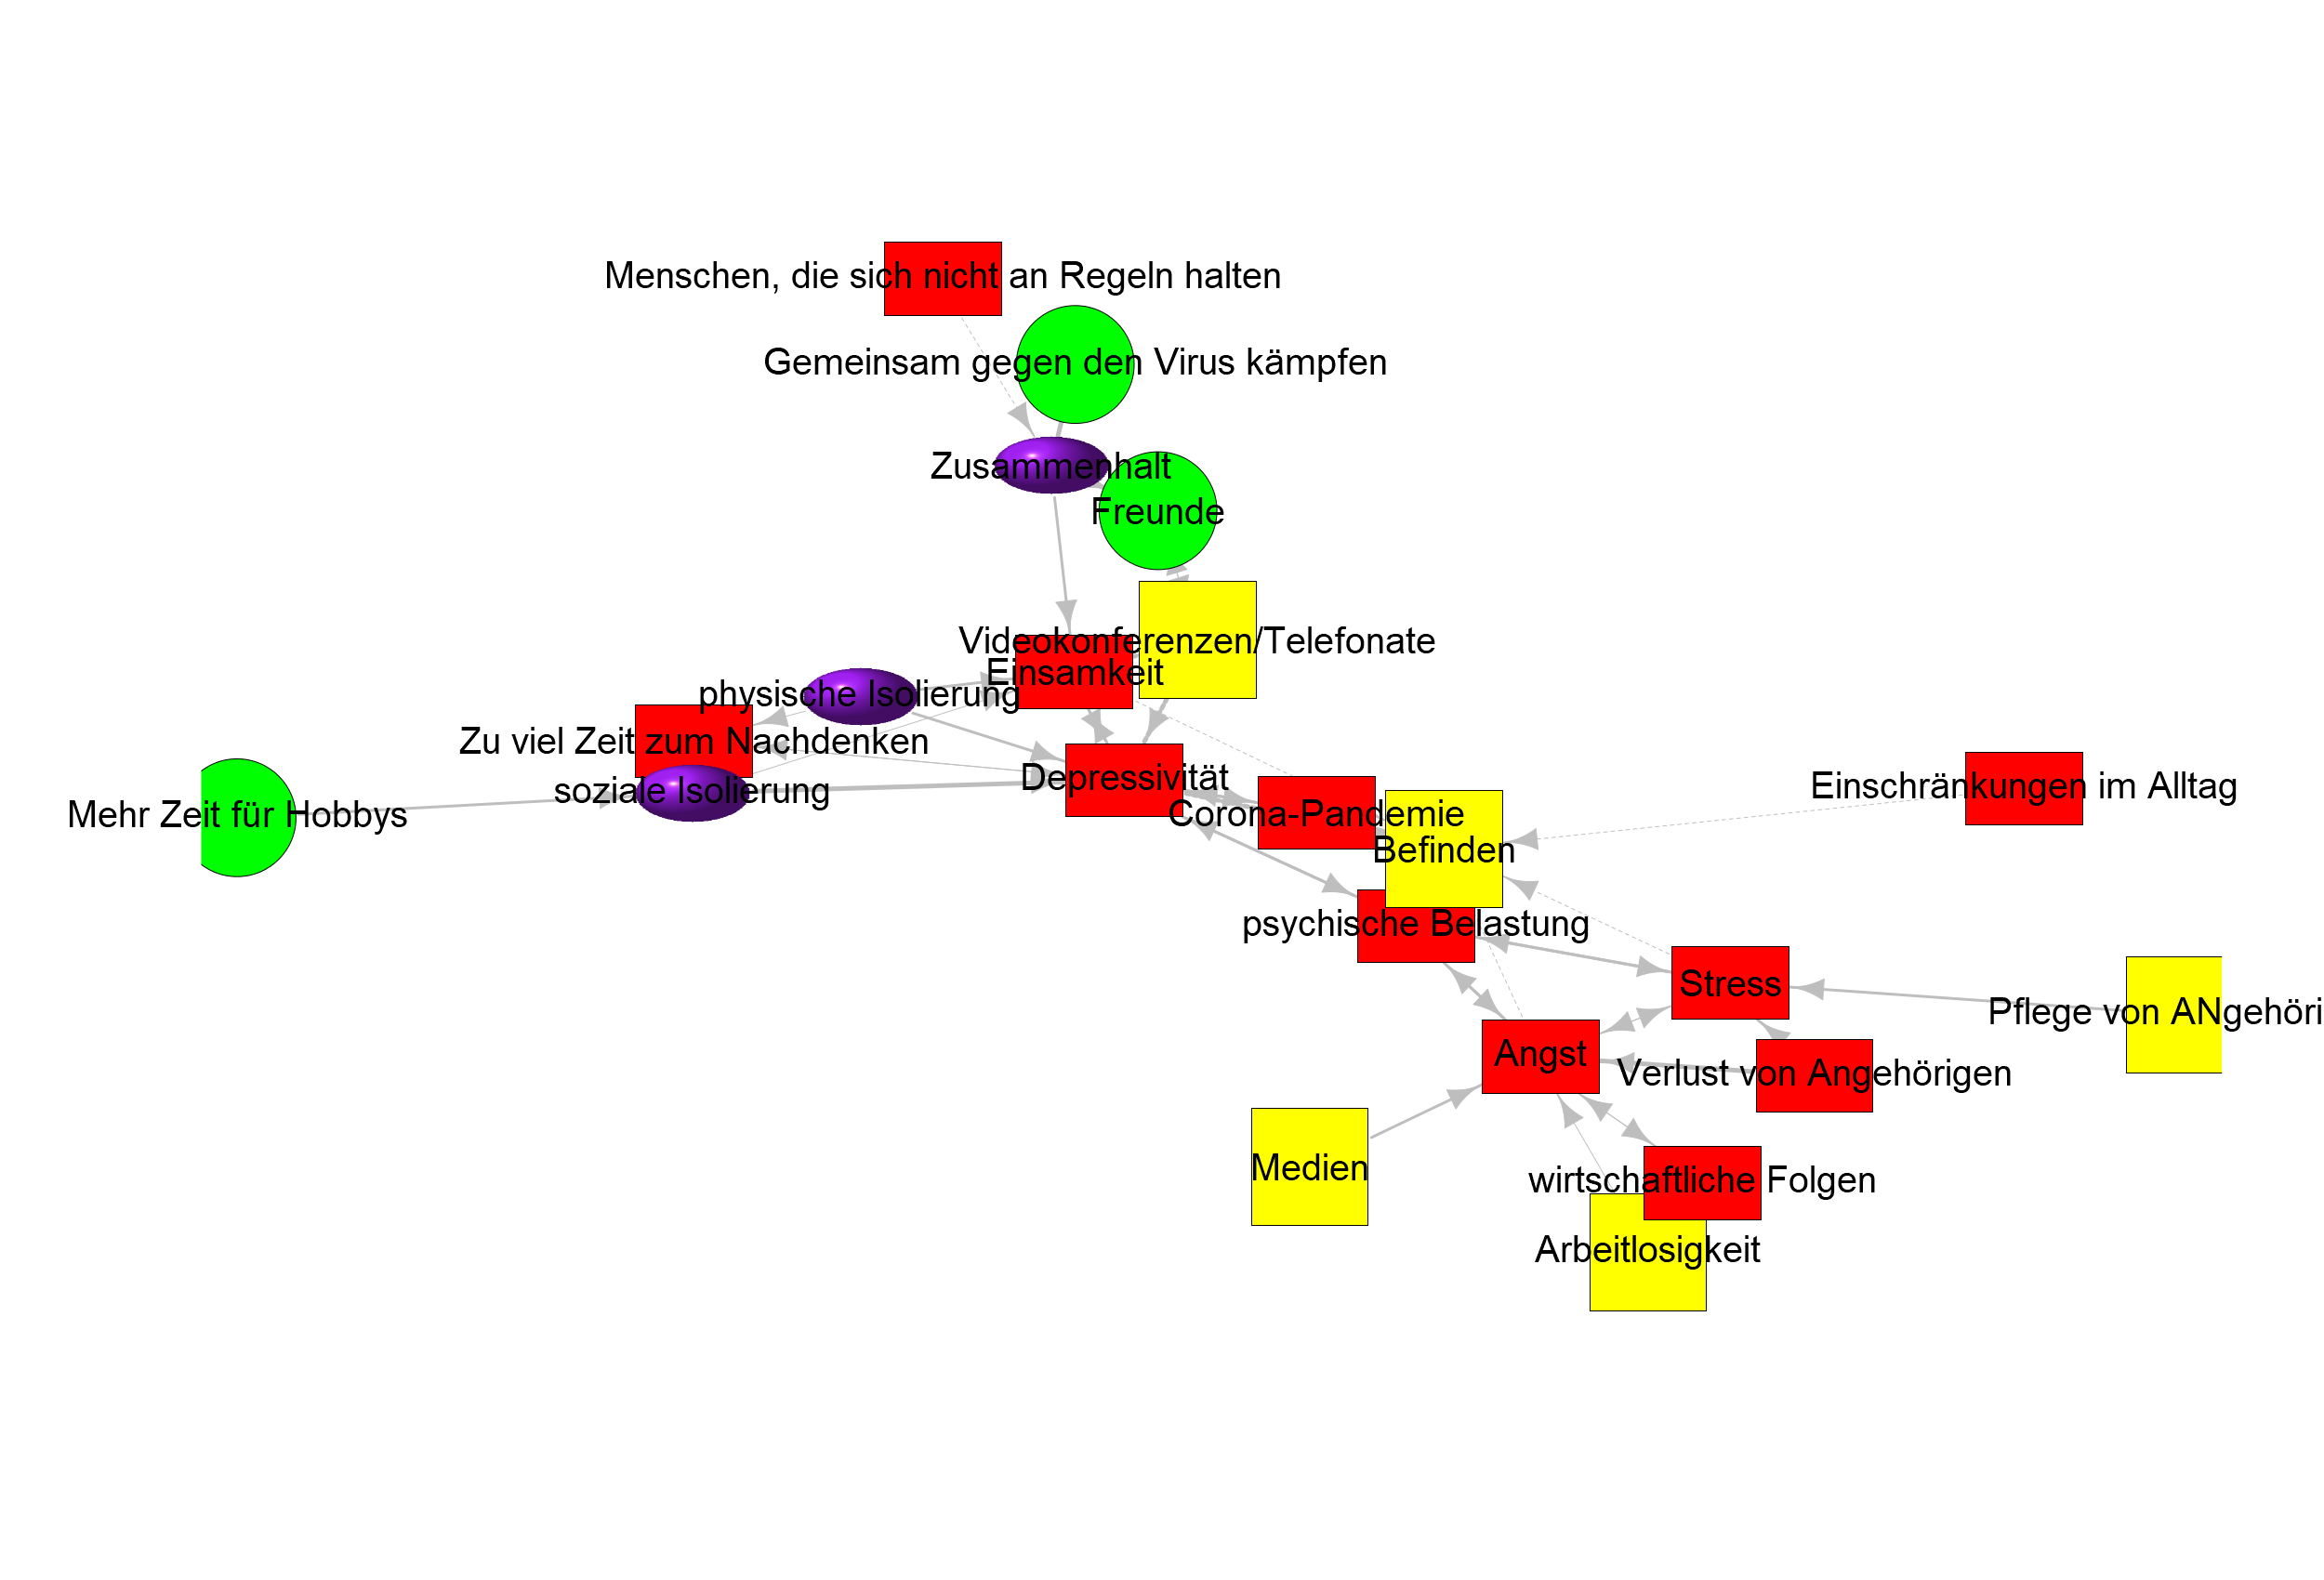 Menschen, die sich nicht an Regeln halten
Gemeinsam gegen den Virus kämpfen
Zusammenhalt
Freunde
Videokonferenzen/Telefonate
Einsamkeit
physische Isolierung
Zu viel Zeit zum Nachdenken
soziale Isolierung
Depressivität
Mehr Zeit für Hobbys
Corona-Pandemie
Einschränkungen im Alltag
Befinden
psychische Belastung
Stress
Pflege von ANgehöri
Angst
Verlust von Angehörigen
Medien
wirtschaftliche Folgen
Arbeitlosigkeit